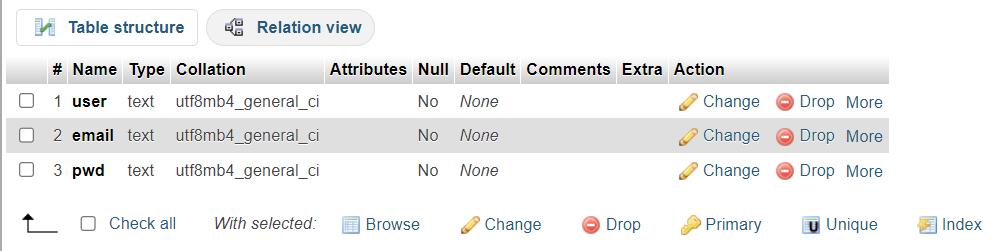 Table structure Relation view
# Name Type Collation Attributes Null Default Comments Extra Action
1 user text utf8mb4_general_ci No None Change Drop More
2 email text utf8mb4_general_ci No None Change Drop More
3 pwd text utf8mb4_general_ci No None Change Drop More
Check all With selected: Browse Change Drop Primary U Unique Index